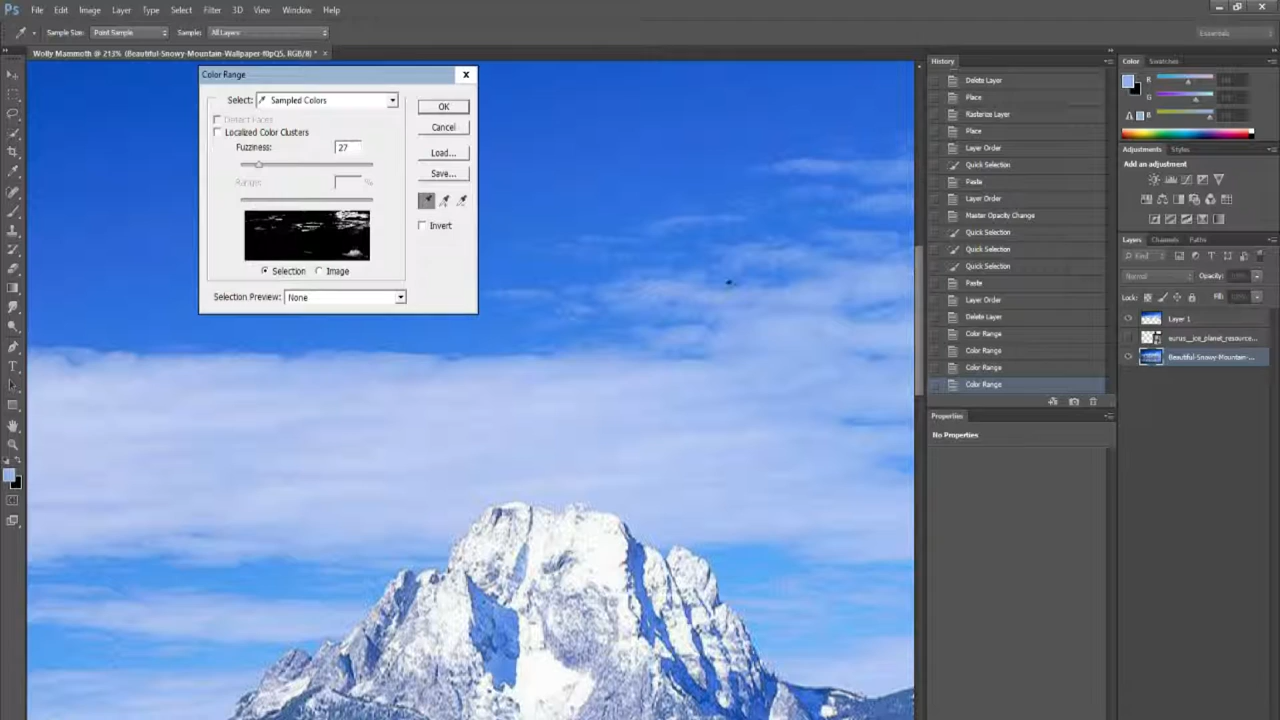 Ps File Edit Image Layer Type Select Filter 3D View Window Help
Sample Size: Point Sample Sample: All Layers Essentials
Wolly Mammoth @ 213% (Beautiful-Snowy-Mountain-Wallpaper-f0pQS, RGB/8) * ×
Color Range
Select: Sampled Colors
OK
Detect Faces
Localized Color Clusters
Cancel
Fuzziness: 27
Load...
Save...
Range: %
Invert
Selection Image
Selection Preview: None
History
Delete Layer
Place
Rasterize Layer
Place
Layer Order
Quick Selection
Paste
Layer Order
Master Opacity Change
Quick Selection
Quick Selection
Quick Selection
Paste
Layer Order
Delete Layer
Color Range
Color Range
Color Range
Color Range
Properties
No Properties
Color Swatches
R
G
B
Adjustments Styles
Add an adjustment
Layers Channels Paths
Kind
Normal Opacity:
Lock: Fill:
Layer 1
surus__ice_planet_resource...
Beautiful-Snowy-Mountain-...